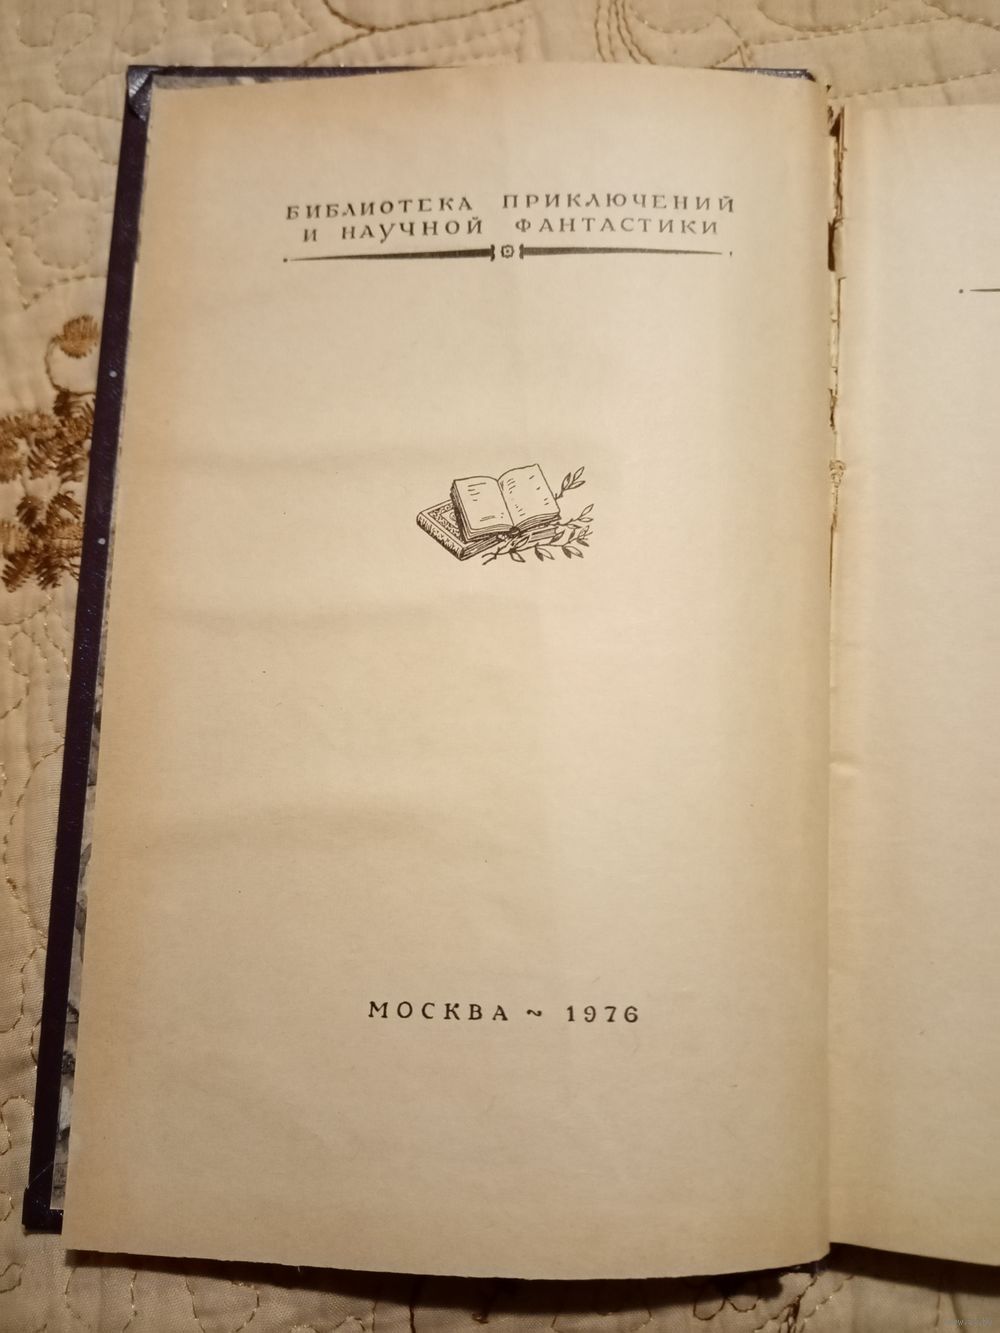 БИБЛИОТЕКА ПРИКЛЮЧЕНИЙ
И НАУЧНОЙ ФАНТАСТИКИ
МОСКВА ~ 1976